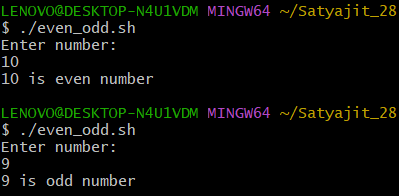 LENOVO@DESKTOP-N4U1VDM MINGW64 ~/Satyajit_28
$ ./even_odd.sh
Enter number:
10
10 is even number
LENOVO@DESKTOP-N4U1VDM MINGW64 ~/Satyajit_28
$ ./even_odd.sh
Enter number:
9
9 is odd number